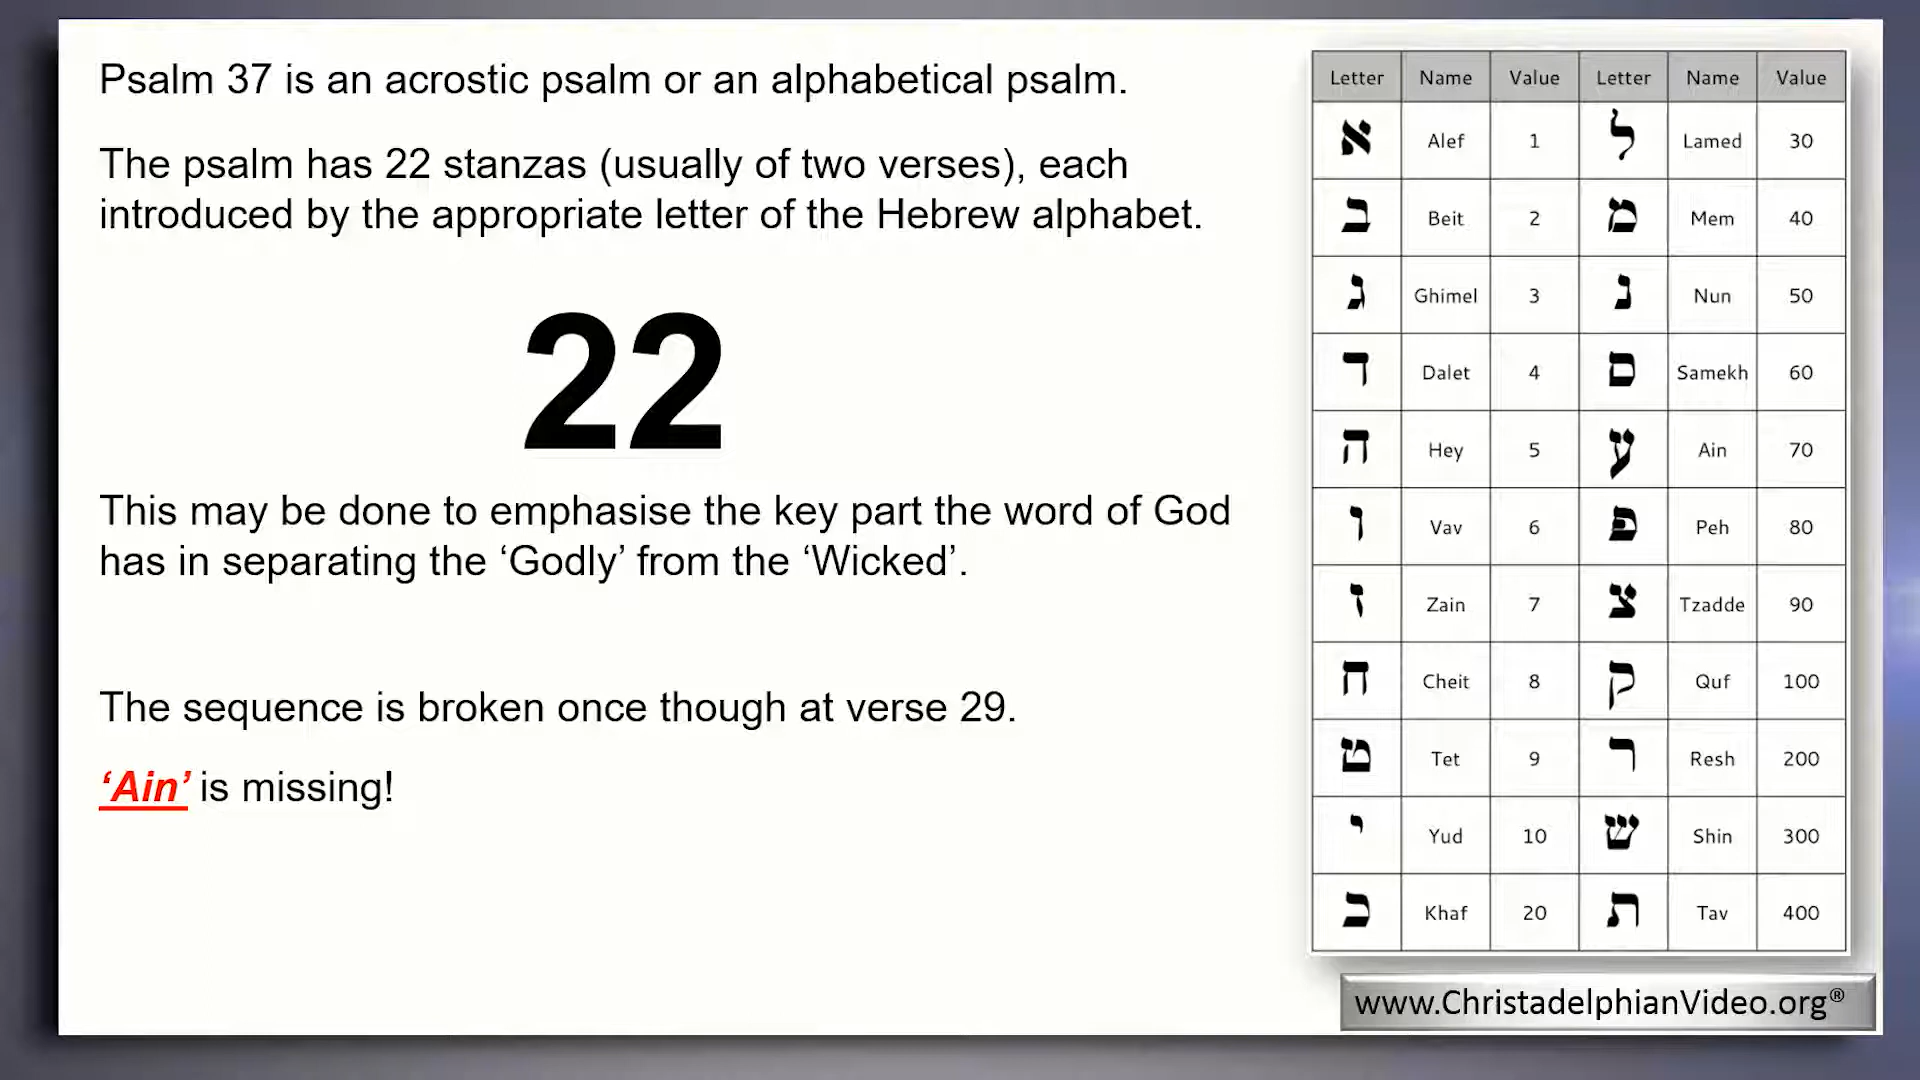 Psalm 37 is an acrostic psalm or an alphabetical psalm.
The psalm has 22 stanzas (usually of two verses), each
introduced by the appropriate letter of the Hebrew alphabet.
22
This may be done to emphasise the key part the word of God
has in separating the ‘Godly’ from the ‘Wicked’.
The sequence is broken once though at verse 29.
‘Ain’ is missing!
Letter Name Value Letter Name Value
א Alef 1 ל Lamed 30
ב Beit 2 מ Mem 40
ג Ghimel 3 נ Nun 50
ד Dalet 4 ם Samekh 60
ה Hey 5 ע Ain 70
ו Vav 6 פ Peh 80
ז Zain 7 צ Tzadde 90
ח Cheit 8 ק Quf 100
ט Tet 9 ר Resh 200
י Yud 10 ש Shin 300
כ Khaf 20 ת Tav 400
www.ChristadelphianVideo.org®